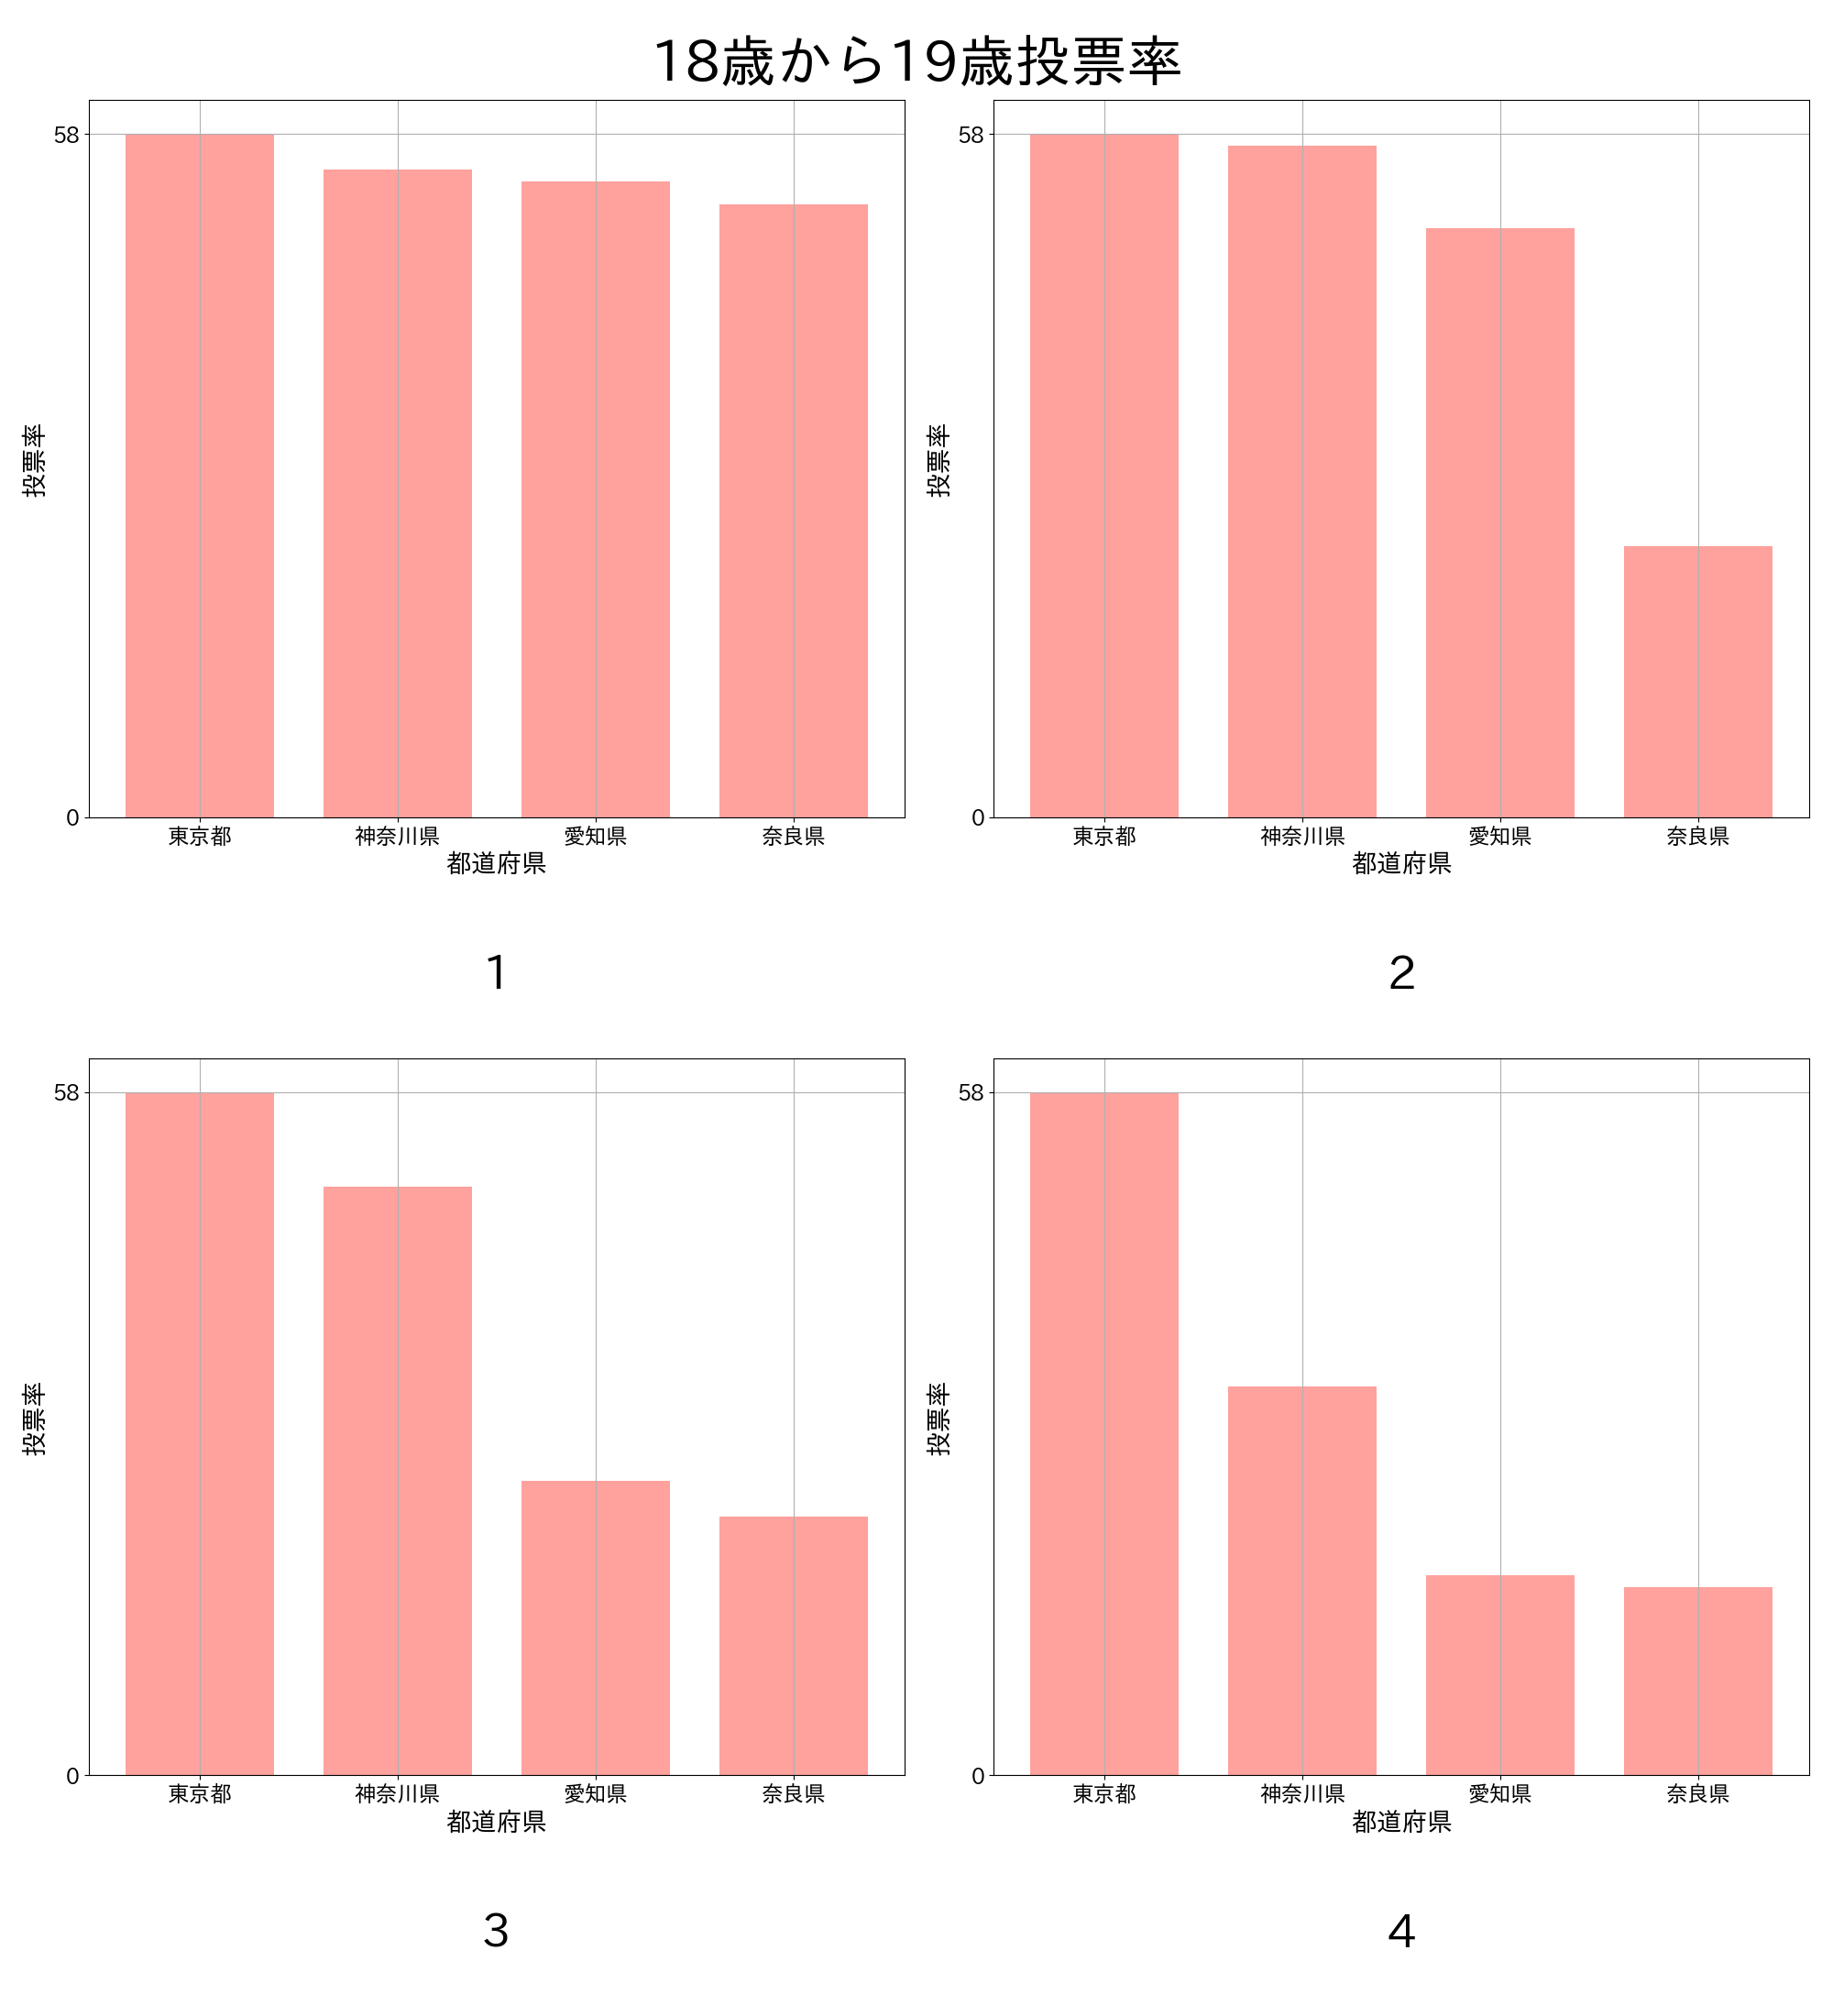 18歳から19歳投票率
58
0
投票率
東京都 神奈川県 愛知県 奈良県
都道府県
1
58
0
投票率
東京都 神奈川県 愛知県 奈良県
都道府県
2
58
0
投票率
東京都 神奈川県 愛知県 奈良県
都道府県
3
58
0
投票率
東京都 神奈川県 愛知県 奈良県
都道府県
4